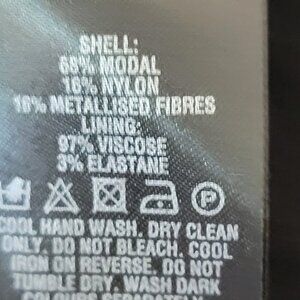 SHELL:
68% MODAL
16% NYLON
16% METALLISED FIBRES
LINING:
97% VISCOSE
3% ELASTANE
P
COOL HAND WASH. DRY CLEAN
ONLY. DO NOT BLEACH. COOL
IRON ON REVERSE. DO NOT
TUMBLE DRY. WASH DARK
COLOURS